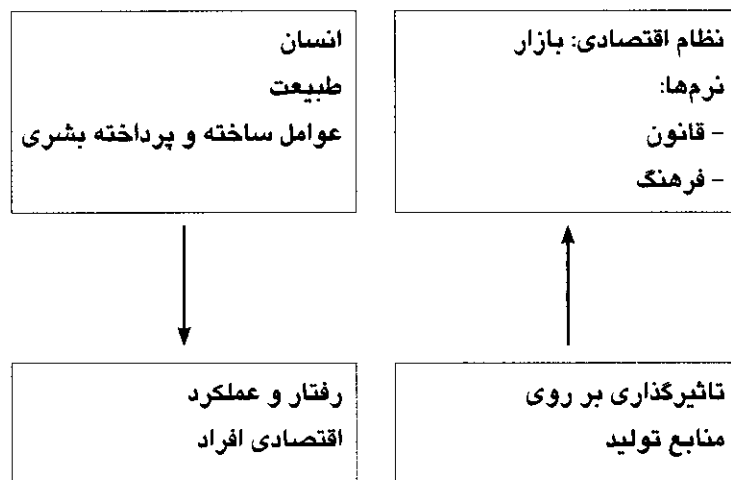 نظام اقتصادی: بازار
نرم‌ها:
- قانون
- فرهنگ
انسان
طبیعت
عوامل ساخته و پرداخته بشری
تاثیرگذاری بر روی
منابع تولید
رفتار و عملکرد
اقتصادی افراد